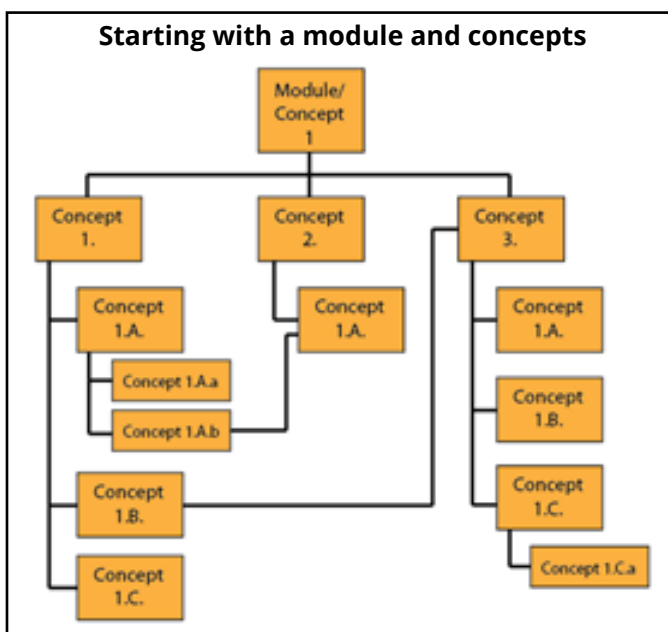 Starting with a module and concepts
Module/
Concept
1
Concept
1.
Concept
2.
Concept
3.
Concept
1.A.
Concept 1.A.a
Concept 1.A.b
Concept
1.B.
Concept
1.C.
Concept
1.A.
Concept
1.A.
Concept
1.B.
Concept
1.C.
Concept 1.C.a